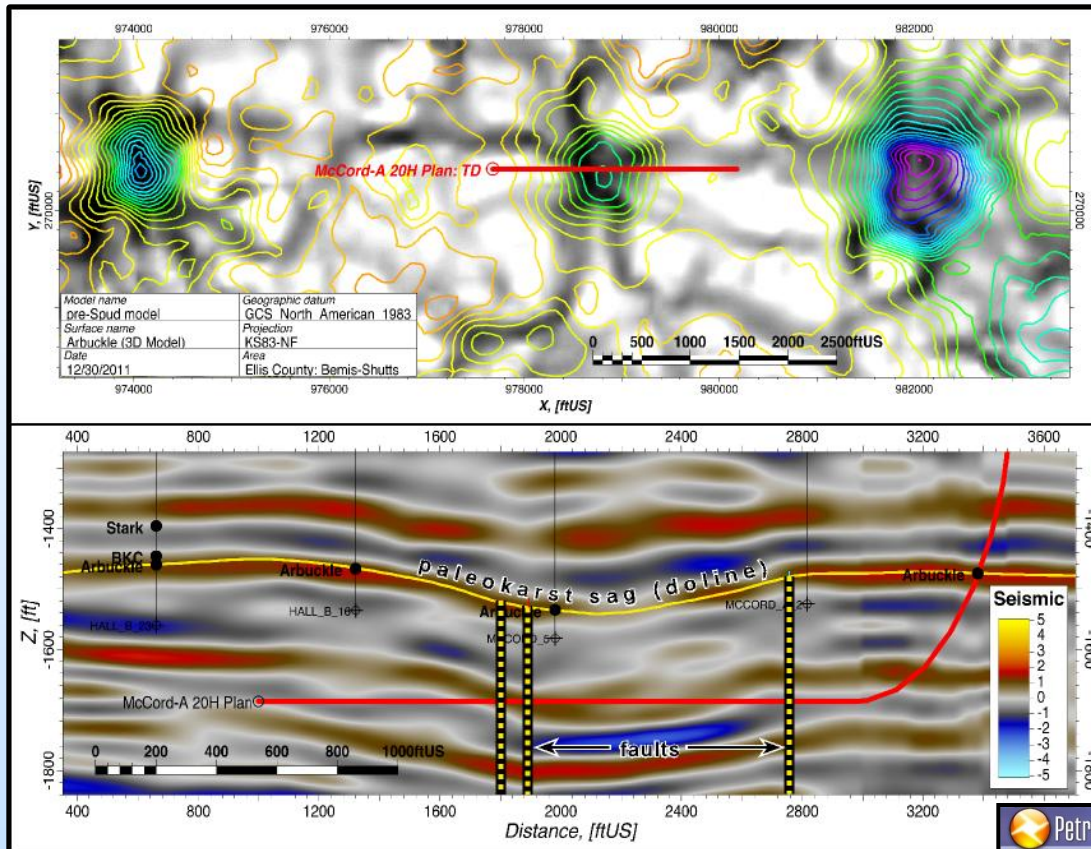 974000 976000 978000 980000 982000
Y, [ftUS]
270000
270000
McCord-A 20H Plan: TD
Model name
pre-Spud model
Geographic datum
GCS North American 1983
Surface name
Arbuckle (3D Model)
Projection
KS83-NF
Date
12/30/2011
Area
Ellis County: Bemis-Shutts
0 500 1000 1500 2000 2500ftUS
974000 976000 978000 980000 982000
X, [ftUS]
400 800 1200 1600 2000 2400 2800 3200 3600
Z, [ft]
-1400
-1600
-1800
-1400
Stark
BKC
Arbuckle
Arbuckle
paleokarst sag (doline)
Arbuckle
Arbuckle
HALL_B_23
HALL_B_16
McCord-A 20H Plan
faults
0 200 400 600 1000ftUS
Seismic
5
4
3
2
1
0
-1
-2
-3
-4
-5
400 800 1200 1600 2000 2400 2800 3200
Distance, [ftUS]
Petr